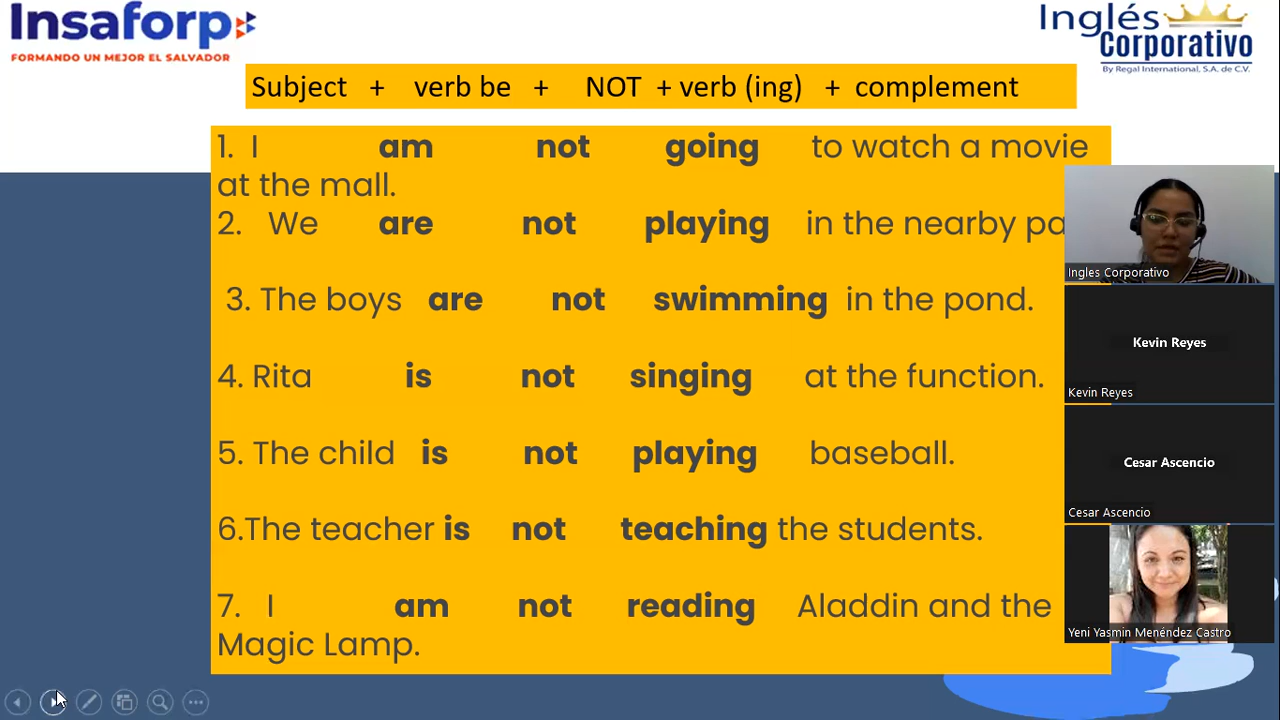 Insaforp
FORMANDO UN MEJOR EL SALVADOR
Inglés
Corporativo
By Regal International, S.A. de C.V.
Subject + verb be + NOT + verb (ing) + complement
1. I am not going to watch a movie
at the mall.
2. We are not playing in the nearby
3. The boys are not swimming in the pond.
4. Rita is not singing at the function.
5. The child is not playing baseball.
6.The teacher is not teaching the students.
7. I am not reading Aladdin and the
Magic Lamp.
Ingles Corporativo
Kevin Reyes
Kevin Reyes
Cesar Ascencio
Cesar Ascencio
Yeni Yasmin Menéndez Castro